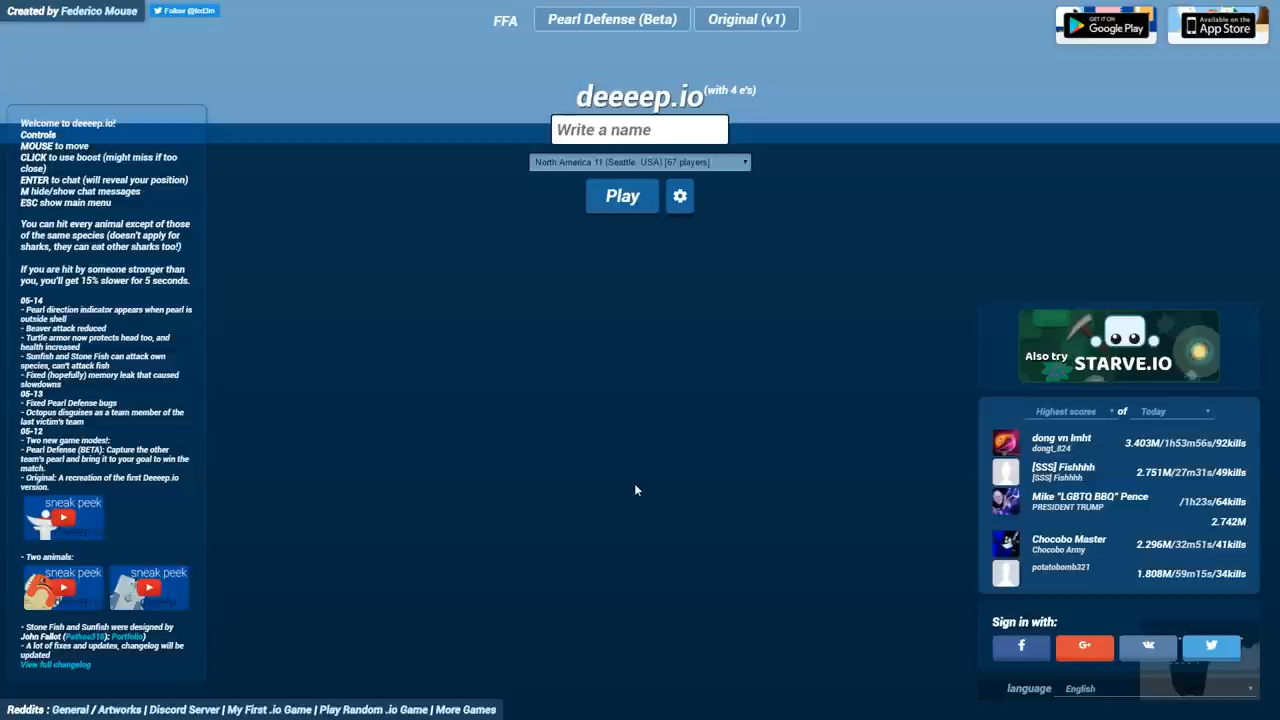 Created by Federico Mouse
Follow @fed3m
FFA
Pearl Defense (Beta)
Original (v1)
GET IT ON
Google Play
Available on the
App Store
deeeep.io(with 4 e's)
Write a name
North America 11 (Seattle. USA) [67 players]
Play
Welcome to deeeep.io!
Controls
MOUSE to move
CLICK to use boost (might miss if too
close)
ENTER to chat (will reveal your position)
M hide/show chat messages
ESC show main menu
You can hit every animal except of those
of the same species (doesn't apply for
sharks, they can eat other sharks too!)
If you are hit by someone stronger than
you, you'll get 15% slower for 5 seconds.
05-14
- Pearl direction indicator appears when pearl is
outside shell
- Beaver attack reduced
- Turtle armor now protects head too, and
health increased
- Sunfish and Stone Fish can attack own
species, can't attack fish
- Fixed (hopefully) memory leak that caused
slowdowns
05-13
- Fixed Pearl Defense bugs
- Octopus disguises as a team member of the
last victim's team
05-12
- Two new game modes!:
- Pearl Defense (BETA): Capture the other
team's pearl and bring it to your goal to win the
match.
- Original: A recreation of the first Deeeep.io
version.
sneak peek
- Two animals:
sneak peek
sneak peek
- Stone Fish and Sunfish were designed by
John Fallot (Pathos316): Portfolio)
- A lot of fixes and updates, changelog will be
updated
View full changelog
Also try
STARVE.IO
Highest scores of Today
dong vn lmht
dongt_824
3.403M/1h53m56s/92kills
[SSS] Fishhhh
[SSS] Fishhhh
2.751M/27m31s/49kills
Mike "LGBTQ BBQ" Pence
PRESIDENT TRUMP
/1h23s/64kills
2.742M
Chocobo Master
Chocobo Army
2.296M/32m51s/41kills
potatobomb321
1.808M/59m15s/34kills
Sign in with:
f
G+
language English
Reddits : General / Artworks | Discord Server | My First .io Game | Play Random .io Game | More Games